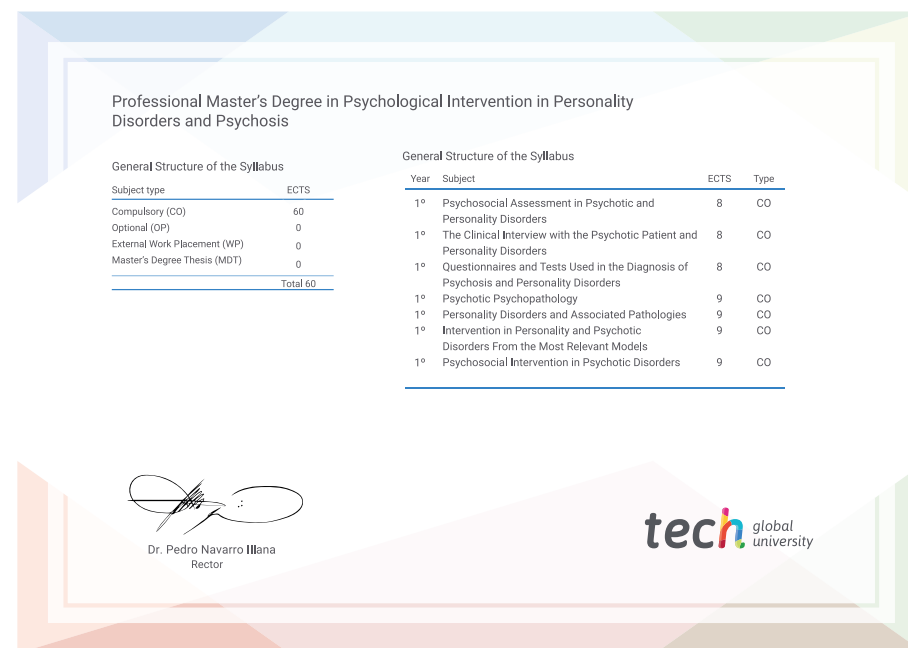 Professional Master's Degree in Psychological Intervention in Personality
Disorders and Psychosis
General Structure of the Syllabus
Subject type ECTS
Compulsory (CO) 60
Optional (OP) 0
External Work Placement (WP) 0
Master's Degree Thesis (MDT) 0
Total 60
General Structure of the Syllabus
Year Subject ECTS Type
1º Psychosocial Assessment in Psychotic and 8 CO
Personality Disorders
1º The Clinical Interview with the Psychotic Patient and 8 CO
Personality Disorders
1º Questionnaires and Tests Used in the Diagnosis of 8 CO
Psychosis and Personality Disorders
1º Psychotic Psychopathology 9 CO
1º Personality Disorders and Associated Pathologies 9 CO
1º Intervention in Personality and Psychotic 9 CO
Disorders From the Most Relevant Models
1º Psychosocial Intervention in Psychotic Disorders 9 CO
Dr. Pedro Navarro Illana
Rector
tech global
university